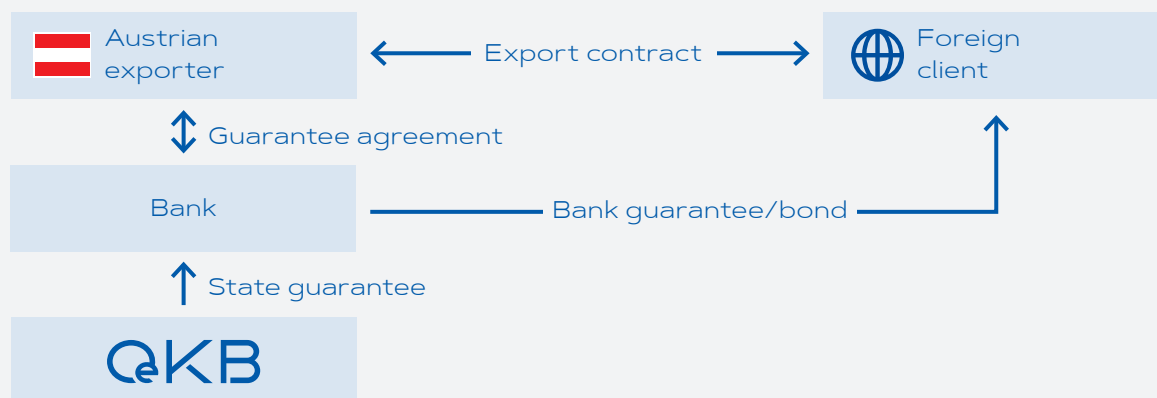 Austrian
exporter
Export contract
Foreign
client
Guarantee agreement
Bank
Bank guarantee/bond
State guarantee
OeKB